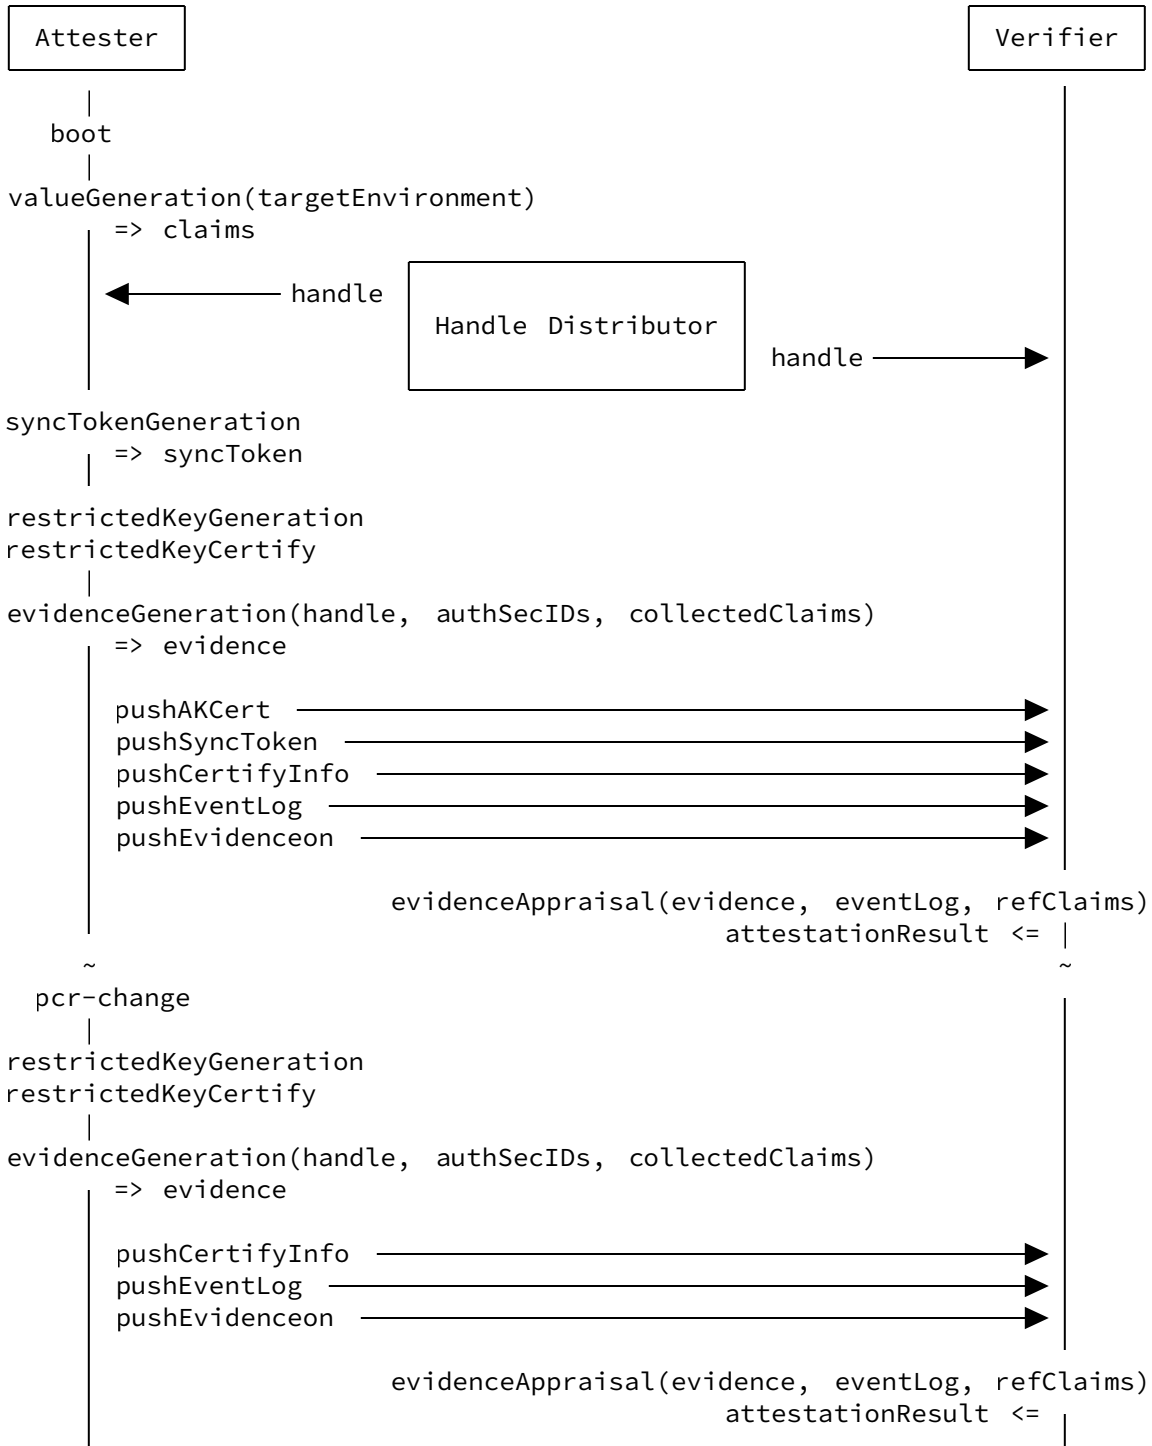 Attester Verifier
boot
valueGeneration(targetEnvironment)
=> claims
handle
Handle Distributor
handle
syncTokenGeneration
=> syncToken
restrictedKeyGeneration
restrictedKeyCertify
evidenceGeneration(handle, authSecIDs, collectedClaims)
=> evidence
pushAKCert
pushSyncToken
pushCertifyInfo
pushEventLog
pushEvidenceon
evidenceAppraisal(evidence, eventLog, refClaims)
attestationResult <=
~ ~
pcr-change
restrictedKeyGeneration
restrictedKeyCertify
evidenceGeneration(handle, authSecIDs, collectedClaims)
=> evidence
pushCertifyInfo
pushEventLog
pushEvidenceon
evidenceAppraisal(evidence, eventLog, refClaims)
attestationResult <=